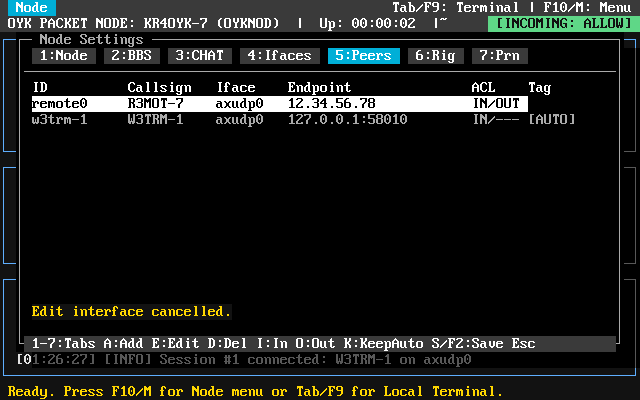 Node Tab/F9: Terminal | F10/M: Menu
OYK PACKET NODE: KR4OYK-7 (OYKNOD) | Up: 00:00:02 |~ [INCOMING: ALLOW]
Node Settings
1:Node 2:BBS 3:CHAT 4:Ifaces 5:Peers 6:Rig 7:Prn
ID Callsign Iface Endpoint ACL Tag
remote0 R3MOT-7 axudp0 12.34.56.78 IN/OUT
w3trm-1 W3TRM-1 axudp0 127.0.0.1:58010 IN/--- [AUTO]
Edit interface cancelled.
1-7:Tabs A:Add E:Edit D:Del I:In O:Out K:KeepAuto S/F2:Save Esc
[01:26:27] [INFO] Session #1 connected: W3TRM-1 on axudp0
Ready. Press F10/M for Node menu or Tab/F9 for Local Terminal.